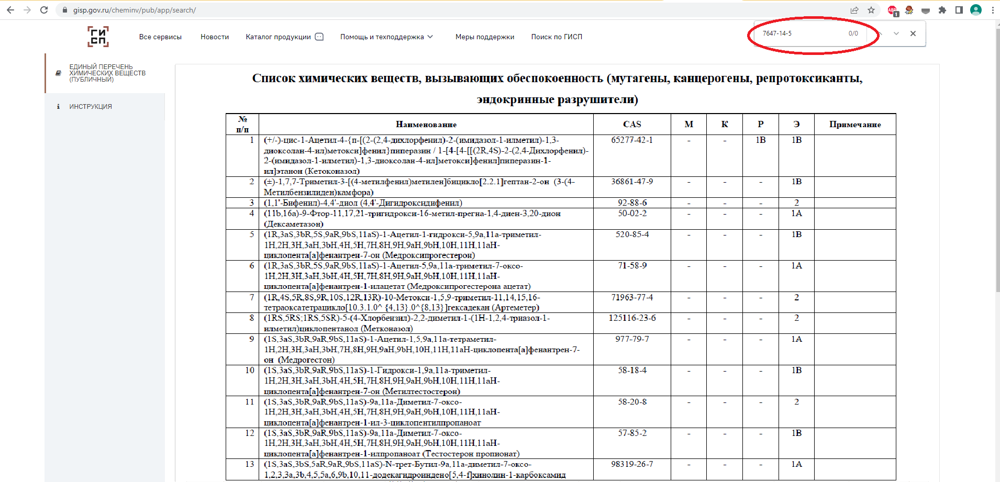 gisp.gov.ru/cheminv/pub/app/search/
ABP
1
ГИ
СП
Все сервисы
Новости
Каталог продукции
Помощь и техподдержка
Меры поддержки
Поиск по ГИСП
7647-14-5 0/0
ЕДИНЫЙ ПЕРЕЧЕНЬ
ХИМИЧЕСКИХ ВЕЩЕСТВ
(ПУБЛИЧНЫЙ)
ИНСТРУКЦИЯ
Список химических веществ, вызывающих обеспокоенность (мутагены, канцерогены, репротоксиканты,
эндокринные разрушители)
№
п/п
Наименование CAS М К Р Э Примечание
1 (+/-)-цис-1-Ацетил-4-{п-[(2-(2,4-дихлорфенил)-2-(имидазол-1-илметил)-1,3- 65277-42-1 - - 1B 1B
диоксолан-4-ил)метокси]фенил}пиперазин / 1-[4-[4-[[(2R,4S)-2-(2,4-Дихлорфенил)-
2-(имидазол-1-илметил)-1,3-диоксолан-4-ил]метокси]фенил]пиперазин-1-
ил]этанон (Кетоконазол)
2 (±)-1,7,7-Триметил-3-[(4-метилфенил)метилен]бицикло[2.2.1]гептан-2-он (3-(4- 36861-47-9 - - - 1B
Метилбензилиден)камфора)
3 (1,1'-Бифенил)-4,4'-диол (4,4'-Дигидроксидифенил) 92-88-6 - - - 2
4 (11b,16a)-9-Фтор-11,17,21-тригидрокси-16-метил-прегна-1,4-диен-3,20-дион 50-02-2 - - - 1A
(Дексаметазон)
5 (1R,3aS,3bR,5S,9aR,9bS,11aS)-1-Ацетил-1-гидрокси-5,9a,11a-триметил- 520-85-4 - - - 1B
1H,2H,3H,3aH,3bH,4H,5H,7H,8H,9H,9aH,9bH,10H,11H,11aH-
циклопента[a]фенантрен-7-он (Медроксипрогестерон)
6 (1R,3aS,3bR,5S,9aR,9bS,11aS)-1-Ацетил-5,9a,11a-триметил-7-оксо- 71-58-9 - - - 1A
1H,2H,3H,3aH,3bH,4H,5H,7H,8H,9H,9aH,9bH,10H,11H,11aH-
циклопента[a]фенантрен-1-илацетат (Медроксипрогестерона ацетат)
7 (1R,4S,5R,8S,9R,10S,12R,13R)-10-Метокси-1,5,9-триметил-11,14,15,16- 71963-77-4 - - - 2
тетраоксатетрацикло[10.3.1.0^ {4,13}.0^{8,13}]гексадекан (Артеметер)
8 (1RS,5RS;1RS,5SR)-5-(4-Хлорбензил)-2,2-диметил-1-(1H-1,2,4-триазол-1- 125116-23-6 - - - 2
илметил)циклопентанол (Метконазол)
9 (1S,3aS,3bR,9aR,9bS,11aS)-1-Ацетил-1,5,9a,11a-тетраметил- 977-79-7 - - - 1A
1H,2H,3H,3aH,3bH,7H,8H,9H,9aH,9bH,10H,11H,11aH-циклопента[a]фенантрен-7-
он (Медрогестон)
10 (1S,3aS,3bR,9aR,9bS,11aS)-1-Гидрокси-1,9a,11a-триметил- 58-18-4 - - - 1B
1H,2H,3H,3aH,3bH,4H,5H,7H,8H,9H,9aH,9bH,10H,11H,11aH-
циклопента[a]фенантрен-7-он (Метилтестостерон)
11 (1S,3aS,3bR,9aR,9bS,11aS)-9a,11a-Диметил-7-оксо- 58-20-8 - - - 2
1H,2H,3H,3aH,3bH,4H,5H,7H,8H,9H,9aH,9bH,10H,11H,11aH-
циклопента[a]фенантрен-1-ил-3-циклопентилпропаноат
12 (1S,3aS,3bR,9aR,9bS,11aS)-9a,11a-Диметил-7-оксо- 57-85-2 - - - 1B
1H,2H,3H,3aH,3bH,4H,5H,7H,8H,9H,9aH,9bH,10H,11H,11aH-
циклопента[a]фенантрен-1-илпропаноат (Тестостерон пропионат)
13 (1S,3aS,3bS,5aR,9aR,9bS,11aS)-N-трет-Бутил-9a,11a-диметил-7-оксо- 98319-26-7 - - - 1A
1,2,3,3a,3b,4,5,5a,6,9b,10,11-додекагидроиндено[5,4-f]хинолин-1-карбоксамид